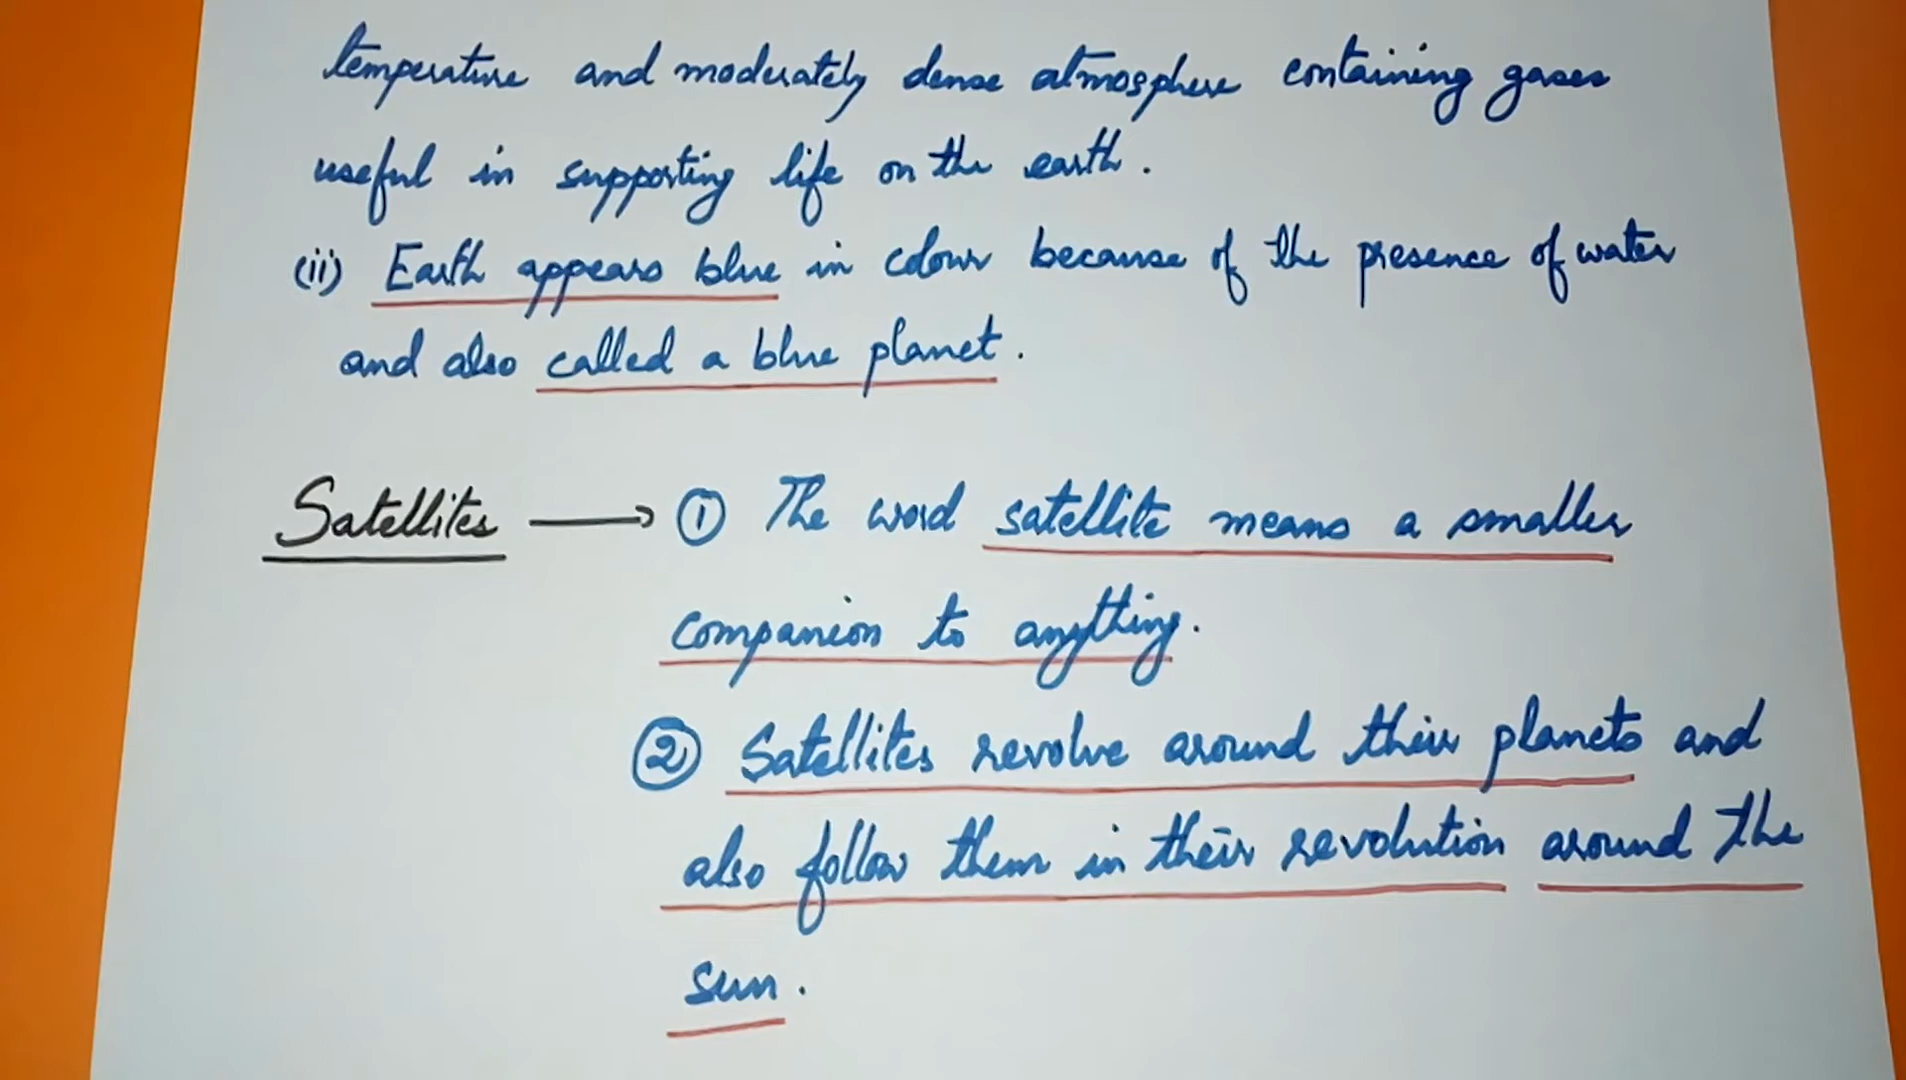 temperature and moderately dense atmosphere containing gases
useful in supporting life on the earth.
(ii) Earth appears blue in colour because of the presence of water
and also called a blue planet.
Satellites → ① The word satellite means a smaller
companion to anything.
② Satellites revolve around their planets and
also follow them in their revolution around the
sun.